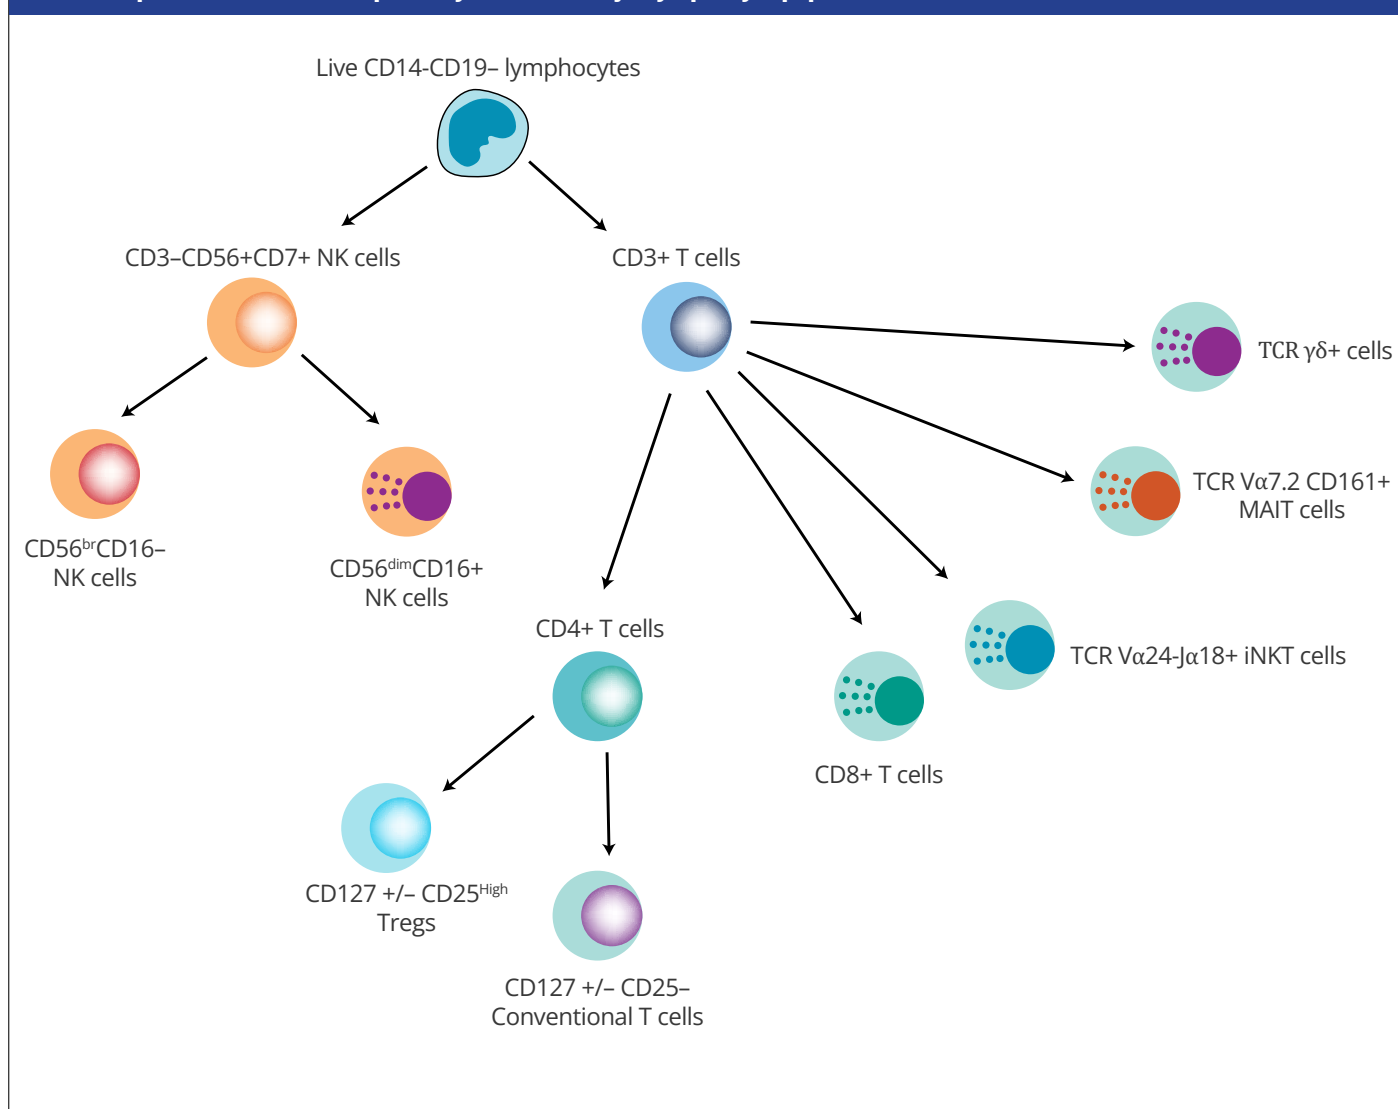 Live CD14-CD19– lymphocytes
CD3–CD56+CD7+ NK cells
CD3+ T cells
TCR γδ+ cells
TCR Vα7.2 CD161+
MAIT cells
CD56brCD16–
NK cells
CD56dimCD16+
NK cells
CD4+ T cells
TCR Vα24-Jα18+ iNKT cells
CD8+ T cells
CD127 +/– CD25High
Tregs
CD127 +/– CD25–
Conventional T cells